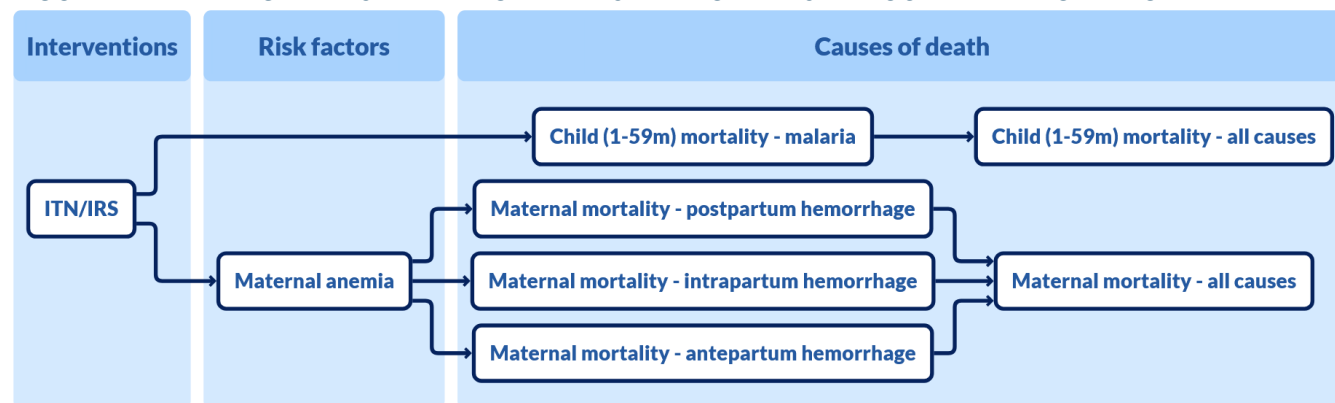 Interventions
Risk factors
Causes of death
Child (1-59m) mortality - malaria
Child (1-59m) mortality - all causes
ITN/IRS
Maternal mortality - postpartum hemorrhage
Maternal anemia
Maternal mortality - intrapartum hemorrhage
Maternal mortality - all causes
Maternal mortality - antepartum hemorrhage